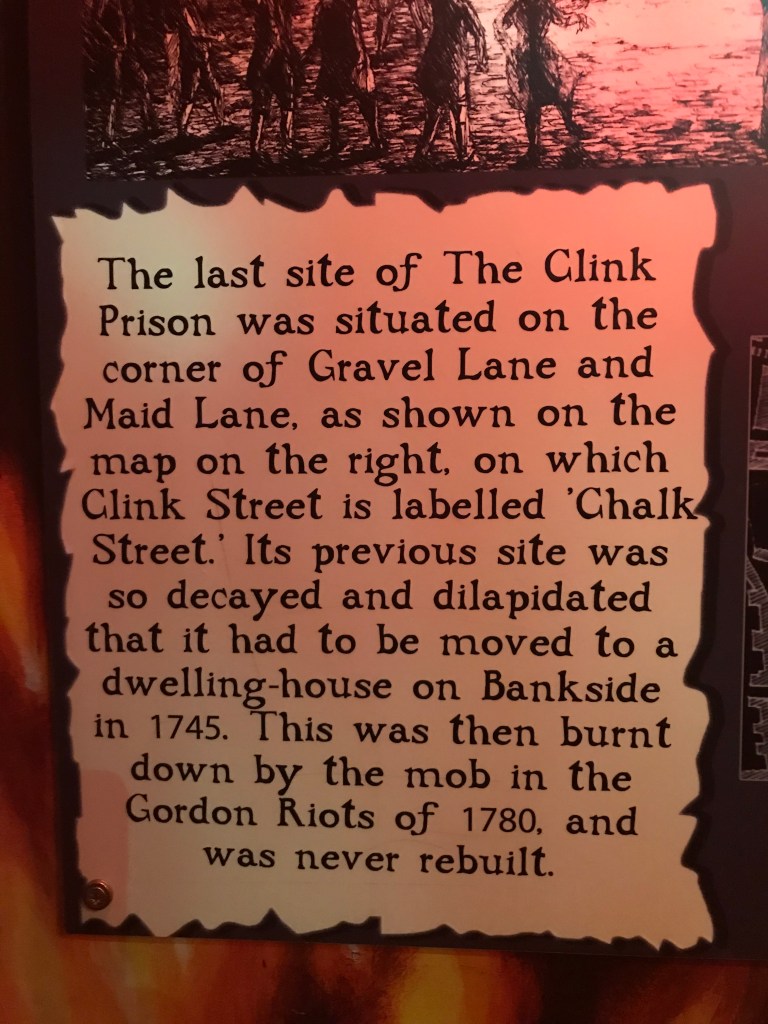 The last site of The Clink
Prison was situated on the
corner of Gravel Lane and
Maid Lane, as shown on the
map on the right, on which
Clink Street is labelled 'Chalk
Street.' Its previous site was
so decayed and dilapidated
that it had to be moved to a
dwelling-house on Bankside
in 1745. This was then burnt
down by the mob in the
Gordon Riots of 1780, and
was never rebuilt.